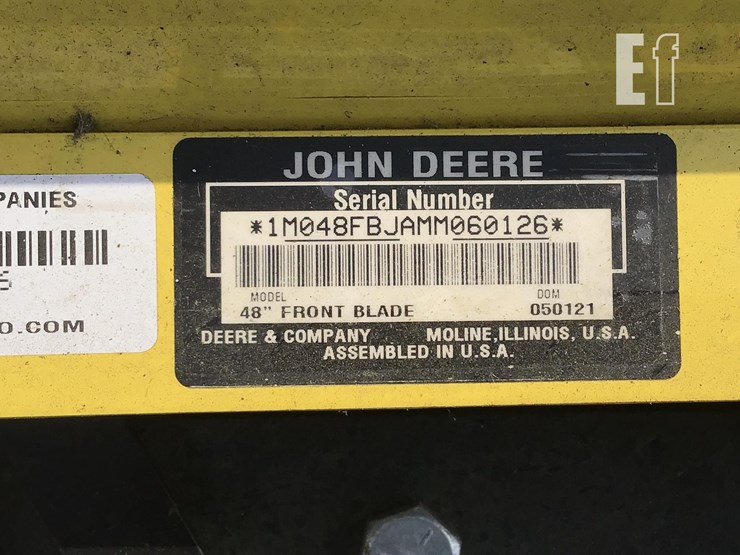 Ef
JOHN DEERE
Serial Number
*1M048FBJAMM060126*
MODEL DOM
48" FRONT BLADE 050121
DEERE & COMPANY MOLINE, ILLINOIS, U.S.A.
ASSEMBLED IN U.S.A.
PANIES
O.COM